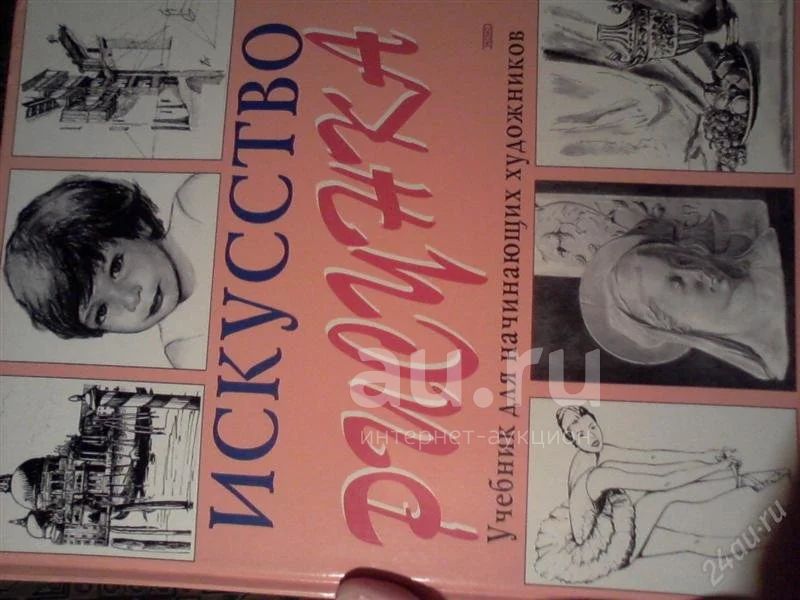 ИСКУССТВО
РИСУНКА
Учебник для начинающих художников
au.ru
интернет-аукцион
24au.ru